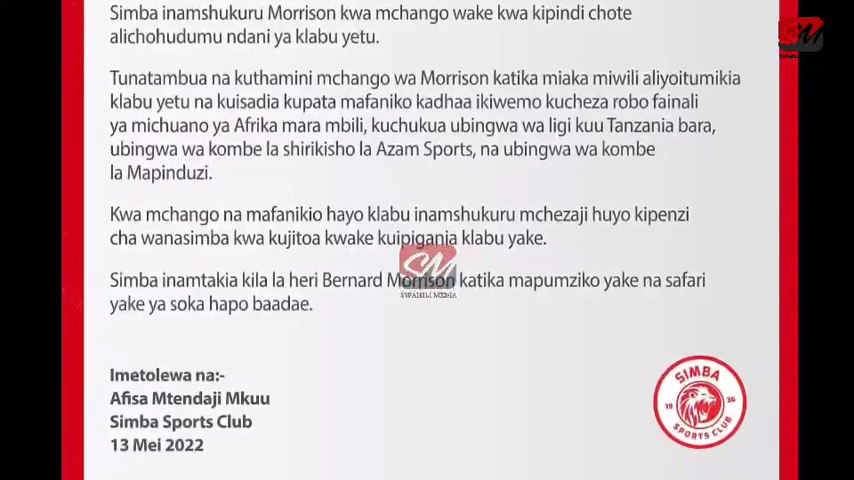 SM
Simba inamshukuru Morrison kwa mchango wake kwa kipindi chote
alichohudumu ndani ya klabu yetu.
Tunatambua na kuthamini mchango wa Morrison katika miaka miwili aliyoitumikia
klabu yetu na kuisadia kupata mafaniko kadhaa ikiwemo kucheza robo fainali
ya michuano ya Afrika mara mbili, kuchukua ubingwa wa ligi kuu Tanzania bara,
ubingwa wa kombe la shirikisho la Azam Sports, na ubingwa wa kombe
la Mapinduzi.
Kwa mchango na mafanikio hayo klabu inamshukuru mchezaji huyo kipenzi
cha wanasimba kwa kujitoa kwake kuipigania klabu yake.
SM
SWAHILI MEDIA
Simba inamtakia kila la heri Bernard Morrison katika mapumziko yake na safari
yake ya soka hapo baadae.
Imetolewa na:-
Afisa Mtendaji Mkuu
Simba Sports Club
13 Mei 2022
SIMBA
19 36
SPORTS CLUB